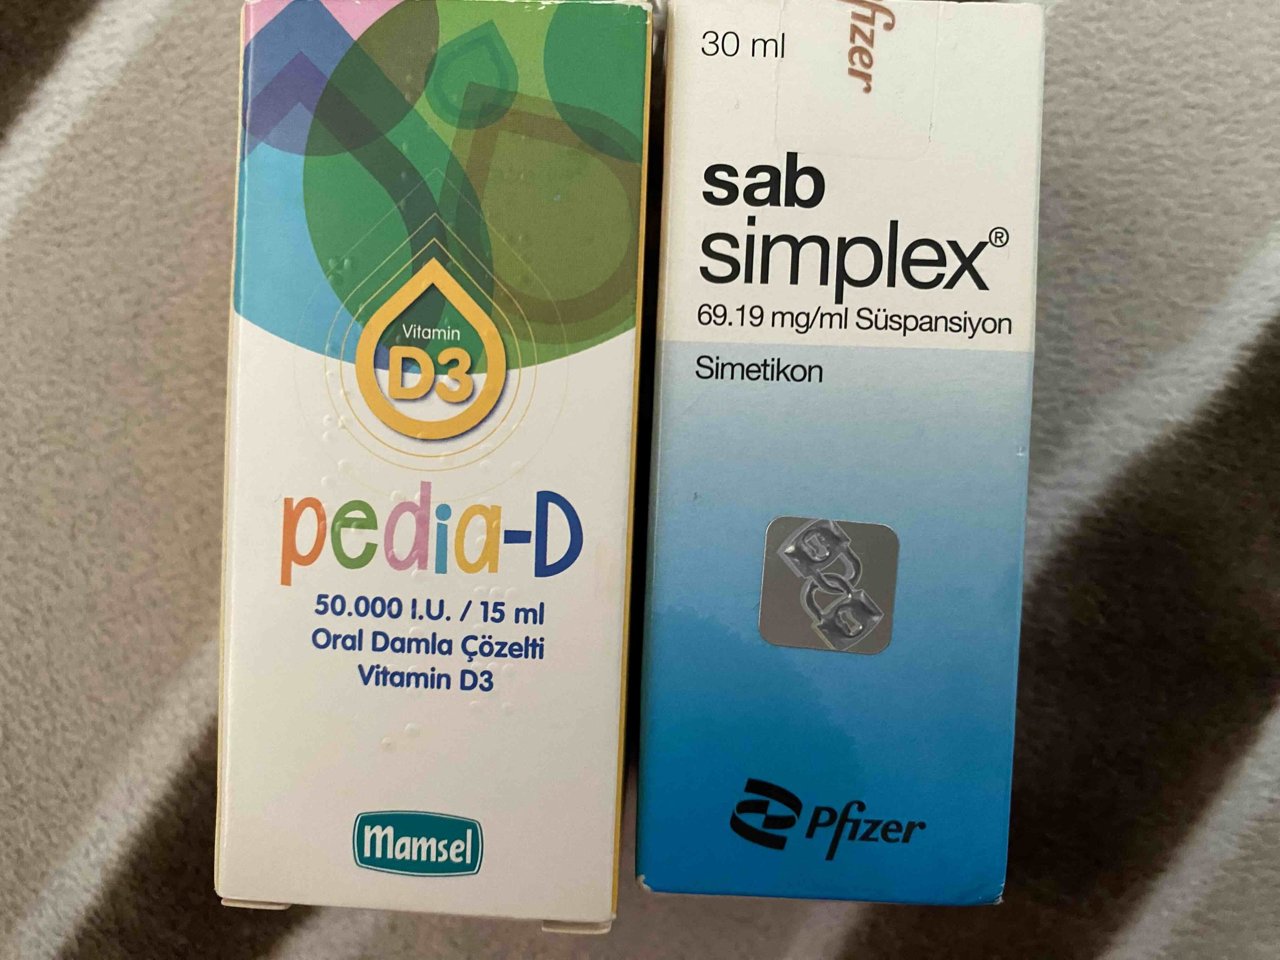 Vitamin
D3
pedia-D
50.000 I.U. / 15 ml
Oral Damla Çözelti
Vitamin D3
Mamsel
30 ml
fizer
sab
simplex®
69.19 mg/ml Süspansiyon
Simetikon
Pfizer